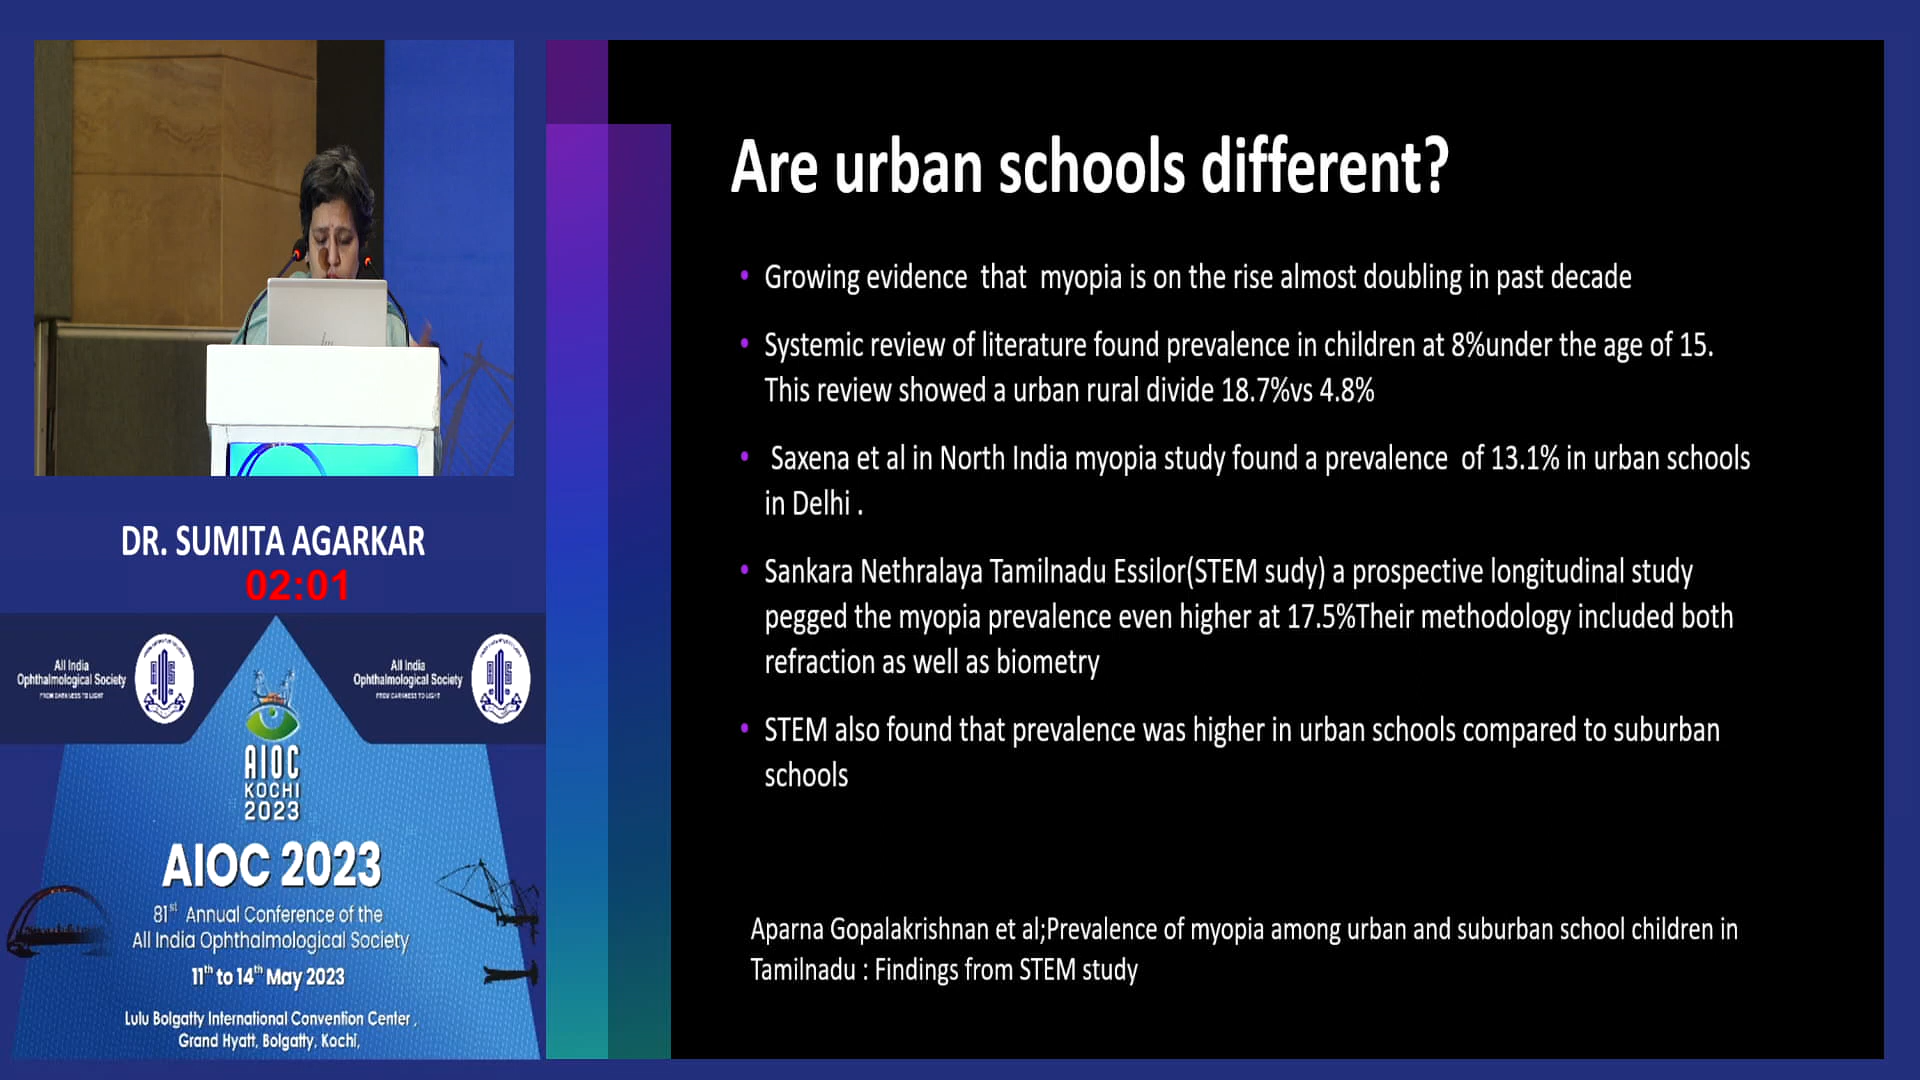 Are urban schools different?
• Growing evidence that myopia is on the rise almost doubling in past decade
• Systemic review of literature found prevalence in children at 8%under the age of 15.
This review showed a urban rural divide 18.7%vs 4.8%
• Saxena et al in North India myopia study found a prevalence of 13.1% in urban schools
in Delhi .
• Sankara Nethralaya Tamilnadu Essilor(STEM sudy) a prospective longitudinal study
pegged the myopia prevalence even higher at 17.5%Their methodology included both
refraction as well as biometry
• STEM also found that prevalence was higher in urban schools compared to suburban
schools
Aparna Gopalakrishnan et al;Prevalence of myopia among urban and suburban school children in
Tamilnadu : Findings from STEM study
DR. SUMITA AGARKAR
02:01
All India
Ophthalmological Society
FROM DARKNESS TO LIGHT
All India
Ophthalmological Society
FROM DARKNESS TO LIGHT
AIOC
KOCHI
2023
AIOC 2023
81st Annual Conference of the
All India Ophthalmological Society
11th to 14th May 2023
Lulu Bolgatty International Convention Center ,
Grand Hyatt, Bolgatty, Kochi,